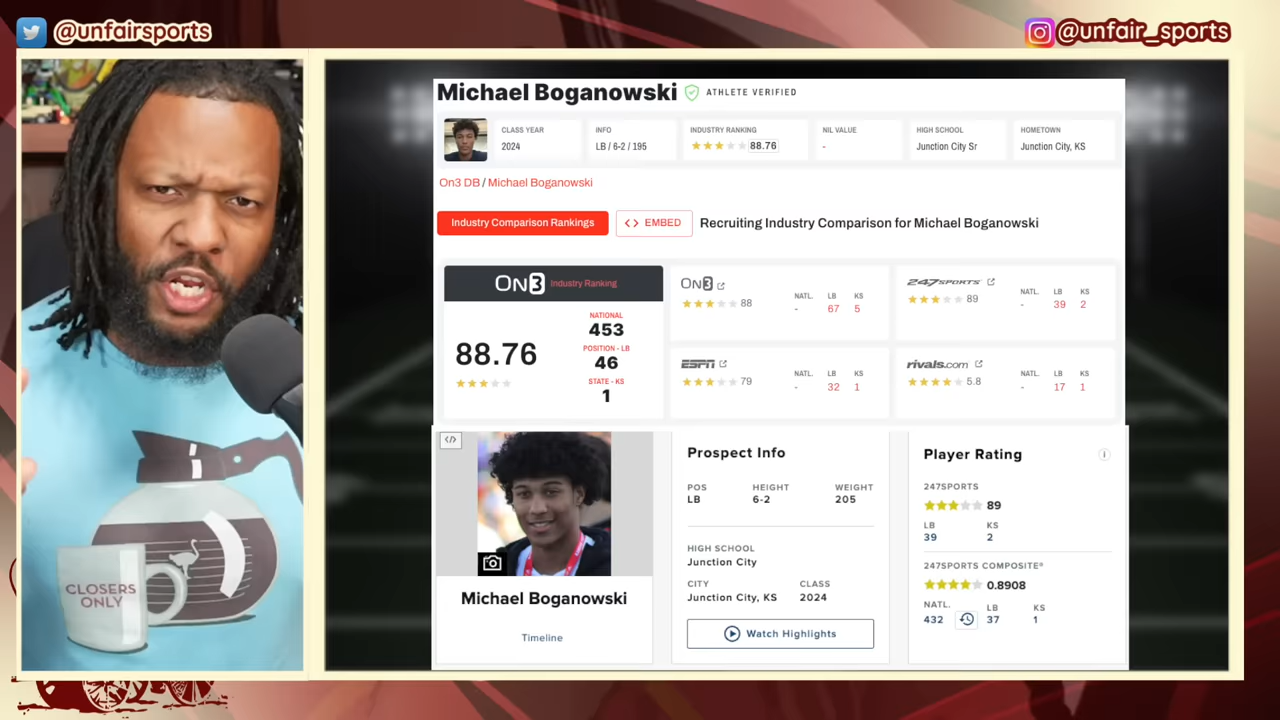 @unfairsports
@unfair_sports
CLOSERS
ONLY
Michael Boganowski ATHLETE VERIFIED
CLASS YEAR INFO INDUSTRY RANKING NIL VALUE HIGH SCHOOL HOMETOWN
2024 LB / 6-2 / 195 88.76 - Junction City Sr Junction City, KS
On3 DB / Michael Boganowski
Industry Comparison Rankings <> EMBED Recruiting Industry Comparison for Michael Boganowski
ON3 Industry Ranking
NATIONAL
453
88.76
POSITION - LB
46
STATE - KS
1
ON3
88
NATL. LB KS
- 67 5
247SPORTS
89
NATL. LB KS
- 39 2
ESPN
79
NATL. LB KS
- 32 1
rivals.com
5.8
NATL. LB KS
- 17 1
</>
Michael Boganowski
Timeline
Prospect Info
POS HEIGHT WEIGHT
LB 6-2 205
HIGH SCHOOL
Junction City
CITY CLASS
Junction City, KS 2024
Watch Highlights
Player Rating i
247SPORTS
89
LB KS
39 2
247SPORTS COMPOSITE®
0.8908
NATL. LB KS
432 37 1